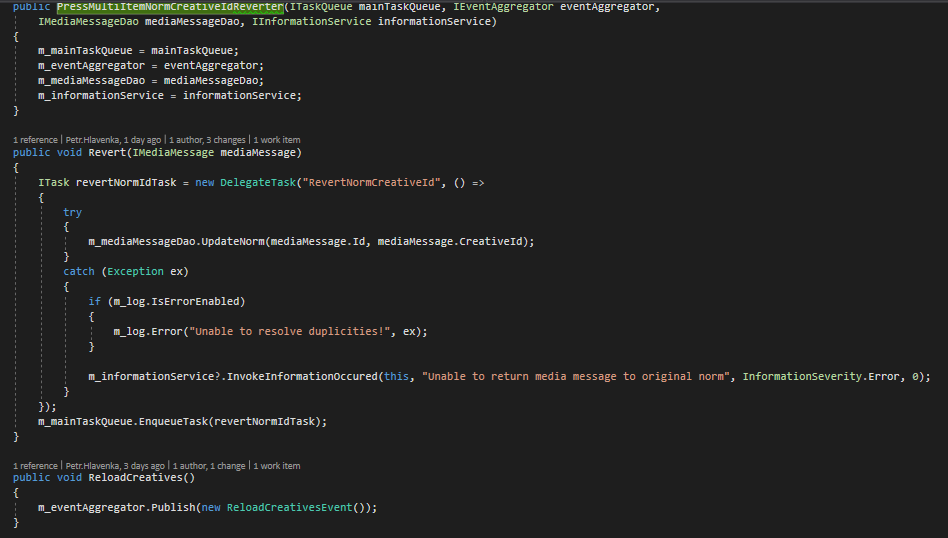 public PressMultiItemNormCreativeIdReverter(ITaskQueue mainTaskQueue, IEventAggregator eventAggregator,
    IMediaMessageDao mediaMessageDao, IInformationService informationService)
{
    m_mainTaskQueue = mainTaskQueue;
    m_eventAggregator = eventAggregator;
    m_mediaMessageDao = mediaMessageDao;
    m_informationService = informationService;
}
1 reference | Petr.Hlavenka, 1 day ago | 1 author, 3 changes | 1 work item
public void Revert(IMediaMessage mediaMessage)
{
    ITask revertNormIdTask = new DelegateTask("RevertNormCreativeId", () =>
    {
        try
        {
            m_mediaMessageDao.UpdateNorm(mediaMessage.Id, mediaMessage.CreativeId);
        }
        catch (Exception ex)
        {
            if (m_log.IsErrorEnabled)
            {
                m_log.Error("Unable to resolve duplicities!", ex);
            }
            m_informationService?.InvokeInformationOccured(this, "Unable to return media message to original norm", InformationSeverity.Error, 0);
        }
    });
    m_mainTaskQueue.EnqueueTask(revertNormIdTask);
}
1 reference | Petr.Hlavenka, 3 days ago | 1 author, 1 change | 1 work item
public void ReloadCreatives()
{
    m_eventAggregator.Publish(new ReloadCreativesEvent());
}